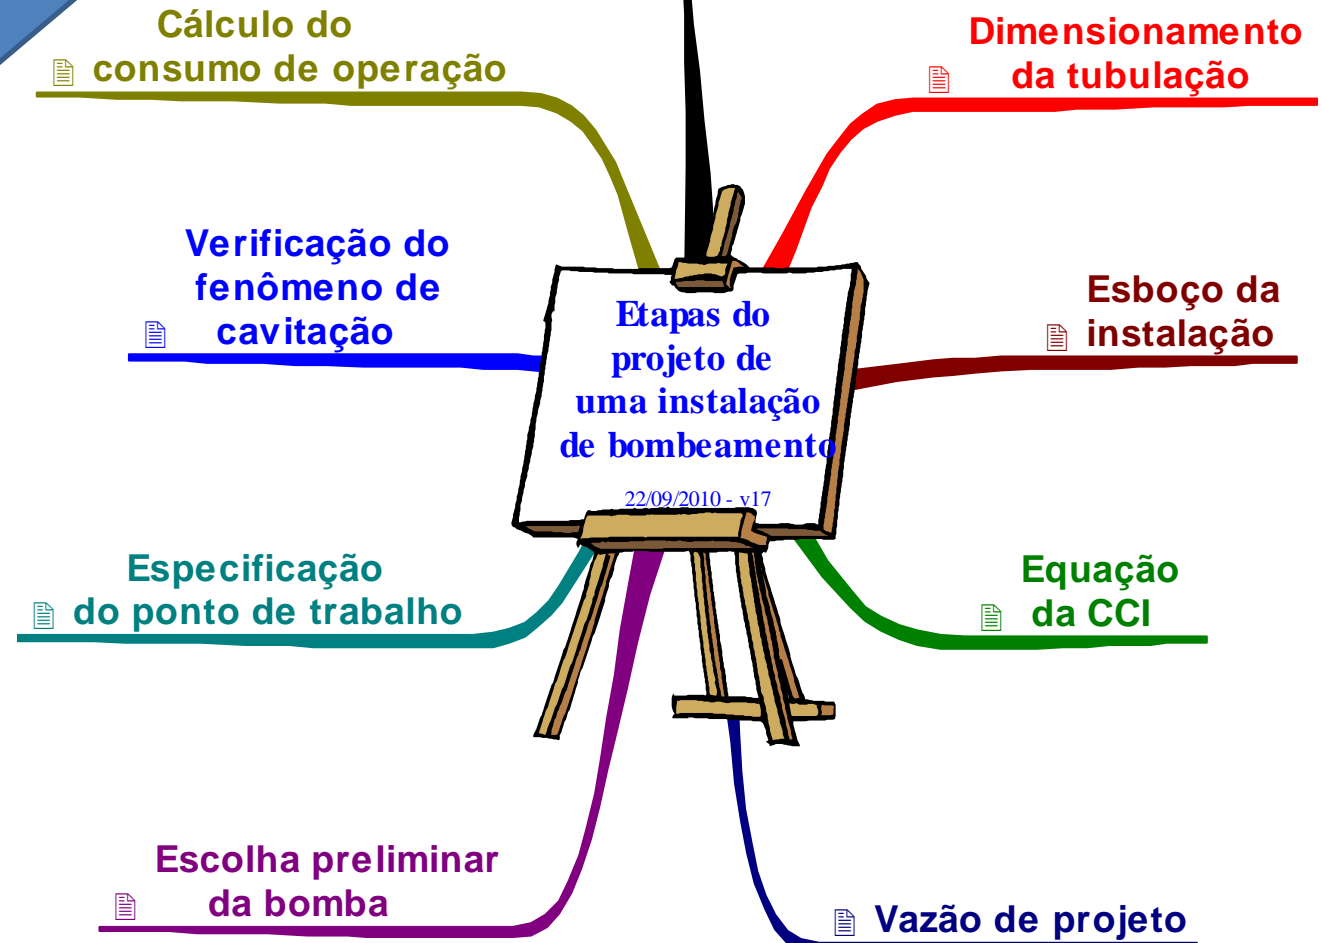 Cálculo do
consumo de operação
Dimensionamento
da tubulação
Verificação do
fenômeno de
cavitação
Esboço da
instalação
Etapas do
projeto de
uma instalação
de bombeamento
22/09/2010 - v17
Especificação
do ponto de trabalho
Equação
da CCI
Escolha preliminar
da bomba
Vazão de projeto